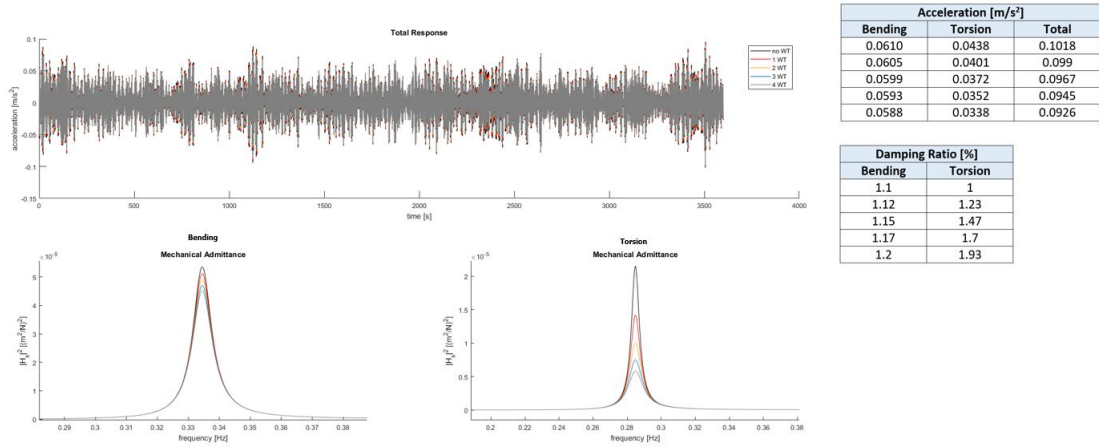 Total Response
0.1
0.05
0
-0.05
-0.1
-0.15
acceleration [m/s²]
0
500
1000
1500
2000
2500
3000
3500
4000
time [s]
no WT
1 WT
2 WT
3 WT
4 WT
Bending
Mechanical Admittance
×10⁻⁵
5
4
3
2
1
0
|Hₐ|² [(m²/N)²]
0.29
0.3
0.31
0.32
0.33
0.34
0.35
0.36
0.37
0.38
frequency [Hz]
Torsion
Mechanical Admittance
×10⁻⁵
2
1.5
1
0.5
0
|Hₐ|² [(m²/N)²]
0.2
0.22
0.24
0.26
0.28
0.3
0.32
0.34
0.36
0.38
frequency [Hz]
Acceleration [m/s²]
Bending Torsion Total
0.0610 0.0438 0.1018
0.0605 0.0401 0.099
0.0599 0.0372 0.0967
0.0593 0.0352 0.0945
0.0588 0.0338 0.0926
Damping Ratio [%]
Bending Torsion
1.1 1
1.12 1.23
1.15 1.47
1.17 1.7
1.2 1.93